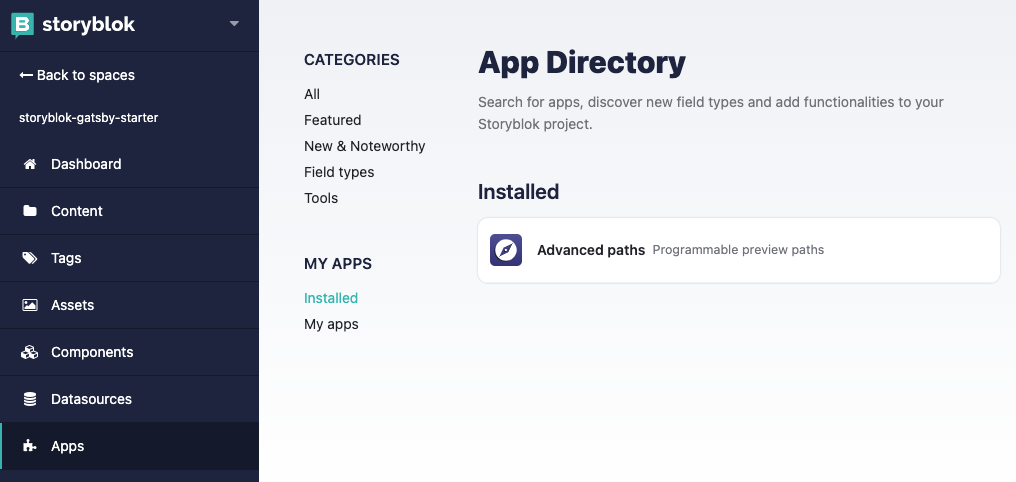 storyblok
← Back to spaces
storyblok-gatsby-starter
Dashboard
Content
Tags
Assets
Components
Datasources
Apps
CATEGORIES
All
Featured
New & Noteworthy
Field types
Tools
MY APPS
Installed
My apps
App Directory
Search for apps, discover new field types and add functionalities to your
Storyblok project.
Installed
Advanced paths Programmable preview paths